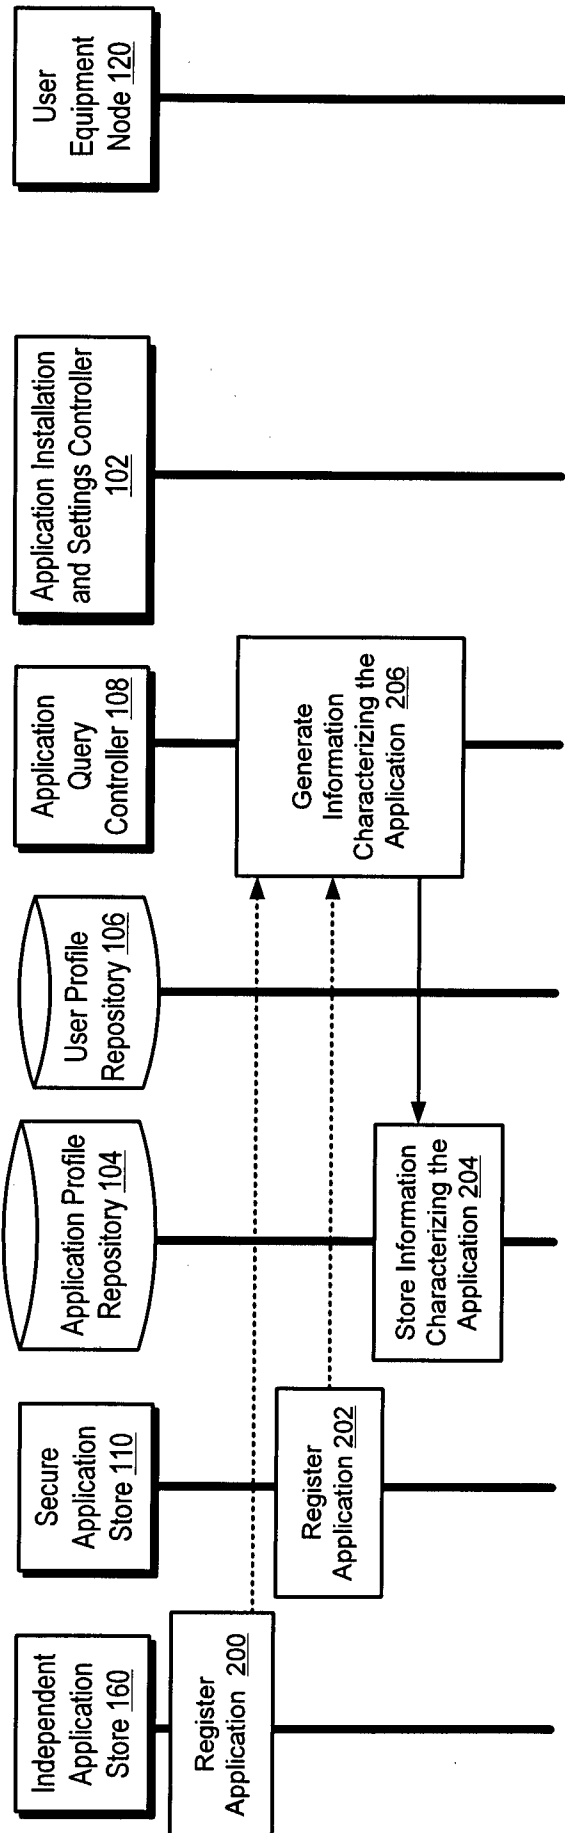 Independent
Application
Store 160
Secure
Application
Store 110
Application Profile
Repository 104
User Profile
Repository 106
Application
Query
Controller 108
Application Installation
and Settings Controller
102
User
Equipment
Node 120
Register
Application 200
Register
Application 202
Generate
Information
Characterizing the
Application 206
Store Information
Characterizing the
Application 204